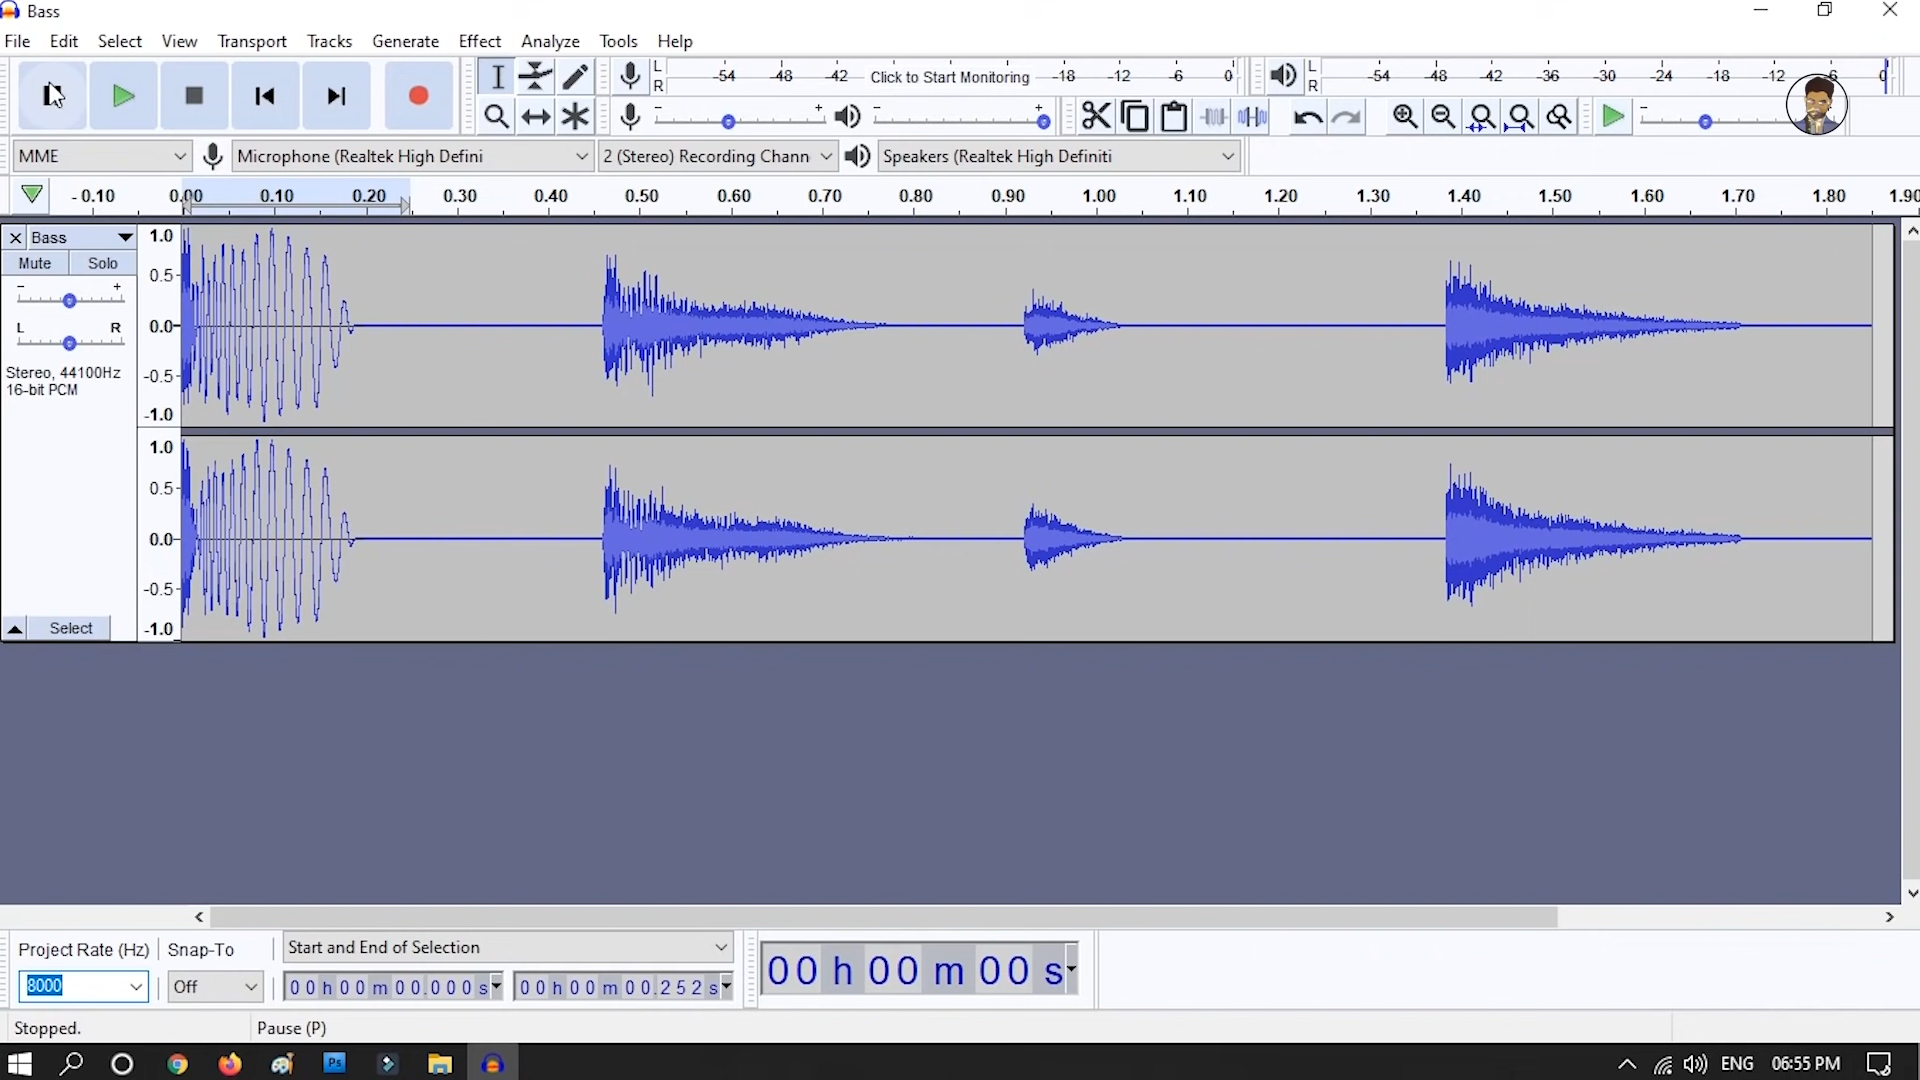 Bass
File Edit Select View Transport Tracks Generate Effect Analyze Tools Help
L R -54 -48 -42 Click to Start Monitoring -18 -12 -6 0 L R -54 -48 -42 -36 -30 -24 -18 -12 -6 0
- + - + -
MME Microphone (Realtek High Defini 2 (Stereo) Recording Chann Speakers (Realtek High Definiti
- 0.10 0.00 0.10 0.20 0.30 0.40 0.50 0.60 0.70 0.80 0.90 1.00 1.10 1.20 1.30 1.40 1.50 1.60 1.70 1.80 1.90
Bass 1.0
Mute Solo
0.5
- +
L R
0.0
Stereo, 44100Hz
16-bit PCM
-0.5
-1.0
1.0
0.5
0.0
-0.5
Select -1.0
Project Rate (Hz) Snap-To Start and End of Selection
8000 Off 00 h 00 m 00.000 s 00 h 00 m 00.252 s 00 h 00 m 00 s
Stopped. Pause (P)
Ps ENG 06:55 PM